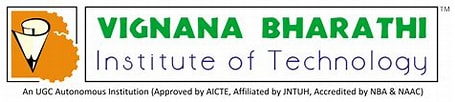 VIGNANA BHARATHI
TM
Institute of Technology
An UGC Autonomous Institution (Approved by AICTE, Affiliated by JNTUH, Accredited by NBA & NAAC)